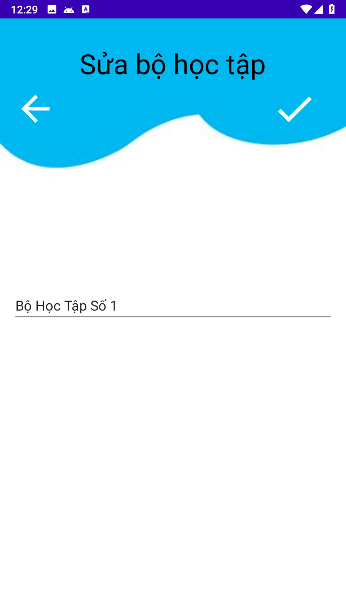 12:29
Sửa bộ học tập
Bộ Học Tập Số 1